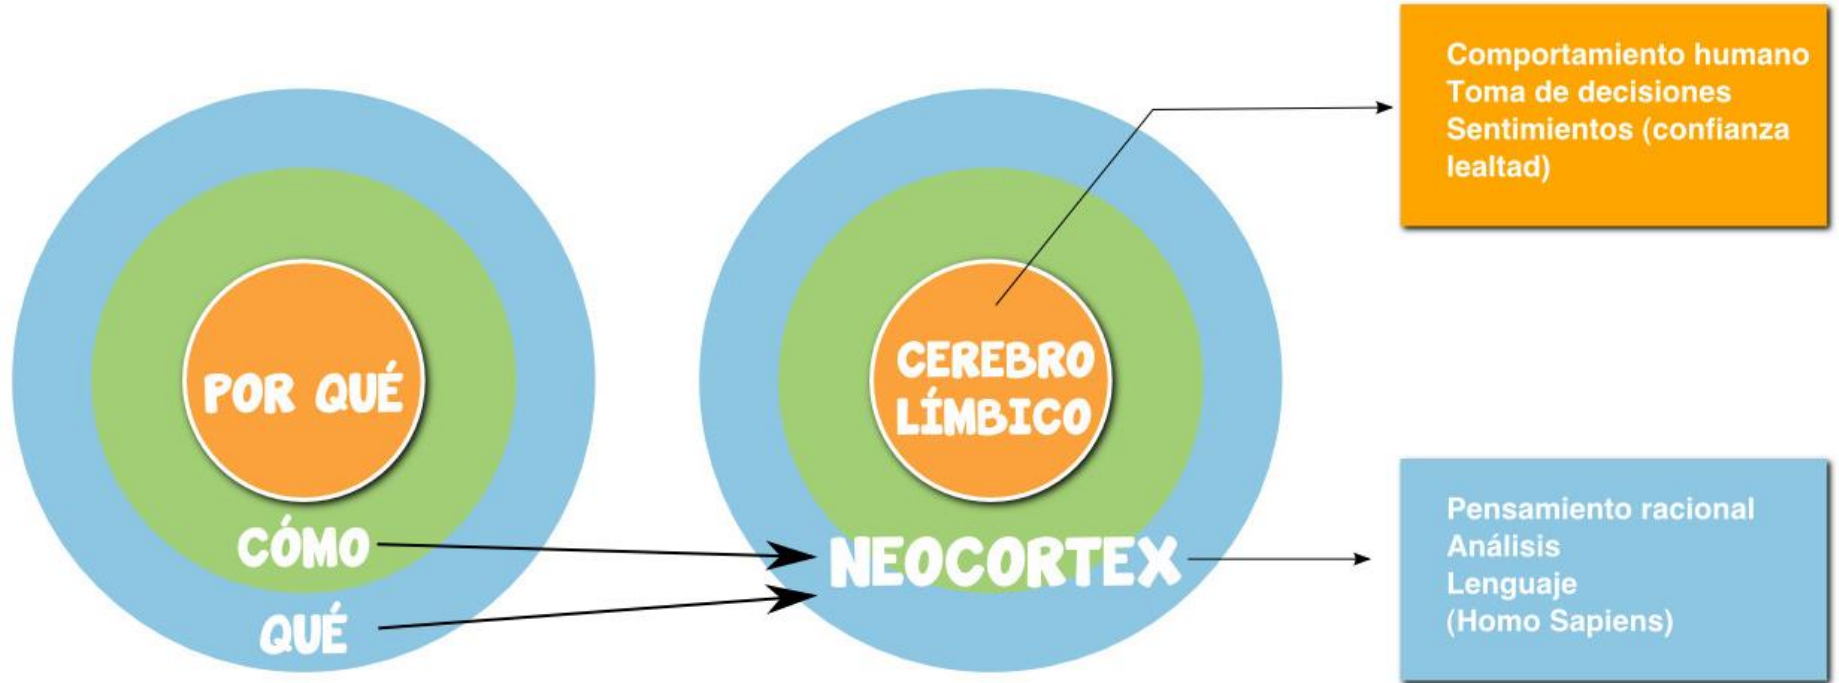 POR QUÉ
CÓMO
QUÉ
CEREBRO
LÍMBICO
NEOCORTEX
Comportamiento humano
Toma de decisiones
Sentimientos (confianza
lealtad)
Pensamiento racional
Análisis
Lenguaje
(Homo Sapiens)